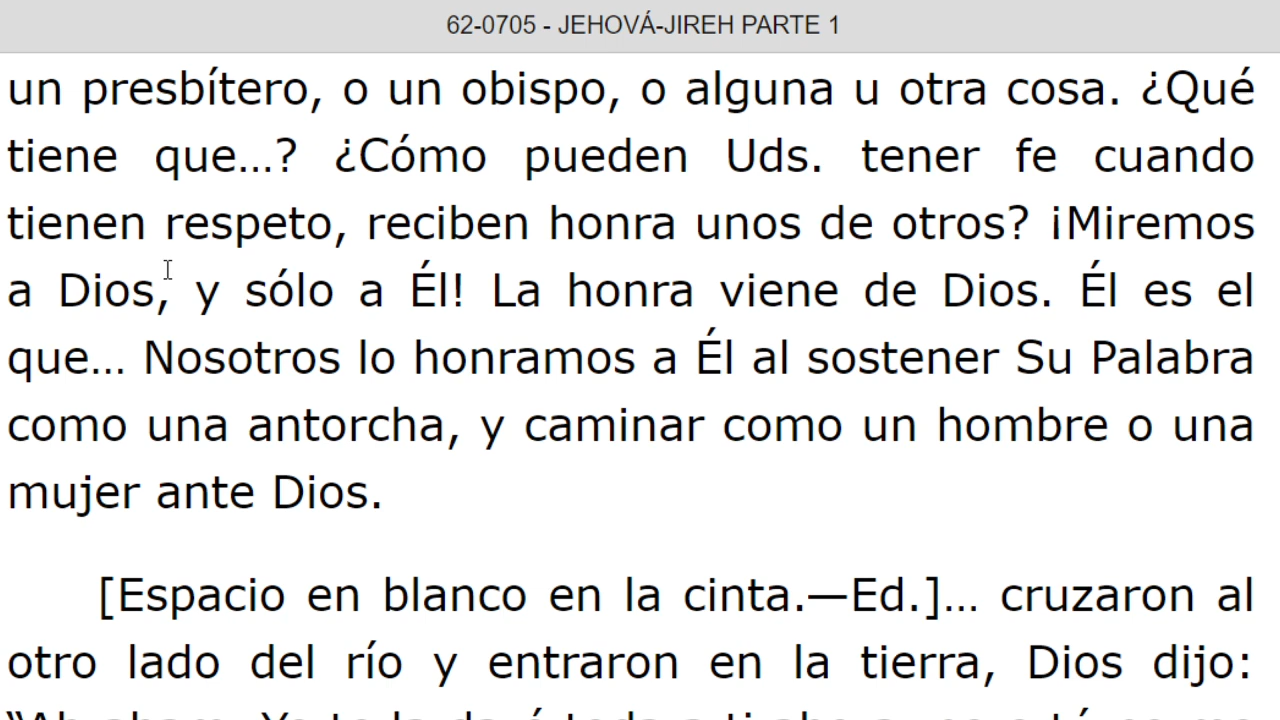 62-0705 - JEHOVÁ-JIREH PARTE 1
un presbítero, o un obispo, o alguna u otra cosa. ¿Qué
tiene que…? ¿Cómo pueden Uds. tener fe cuando
tienen respeto, reciben honra unos de otros? ¡Miremos
a Dios, y sólo a Él! La honra viene de Dios. Él es el
que… Nosotros lo honramos a Él al sostener Su Palabra
como una antorcha, y caminar como un hombre o una
mujer ante Dios.
[Espacio en blanco en la cinta.—Ed.]… cruzaron al
otro lado del río y entraron en la tierra, Dios dijo: